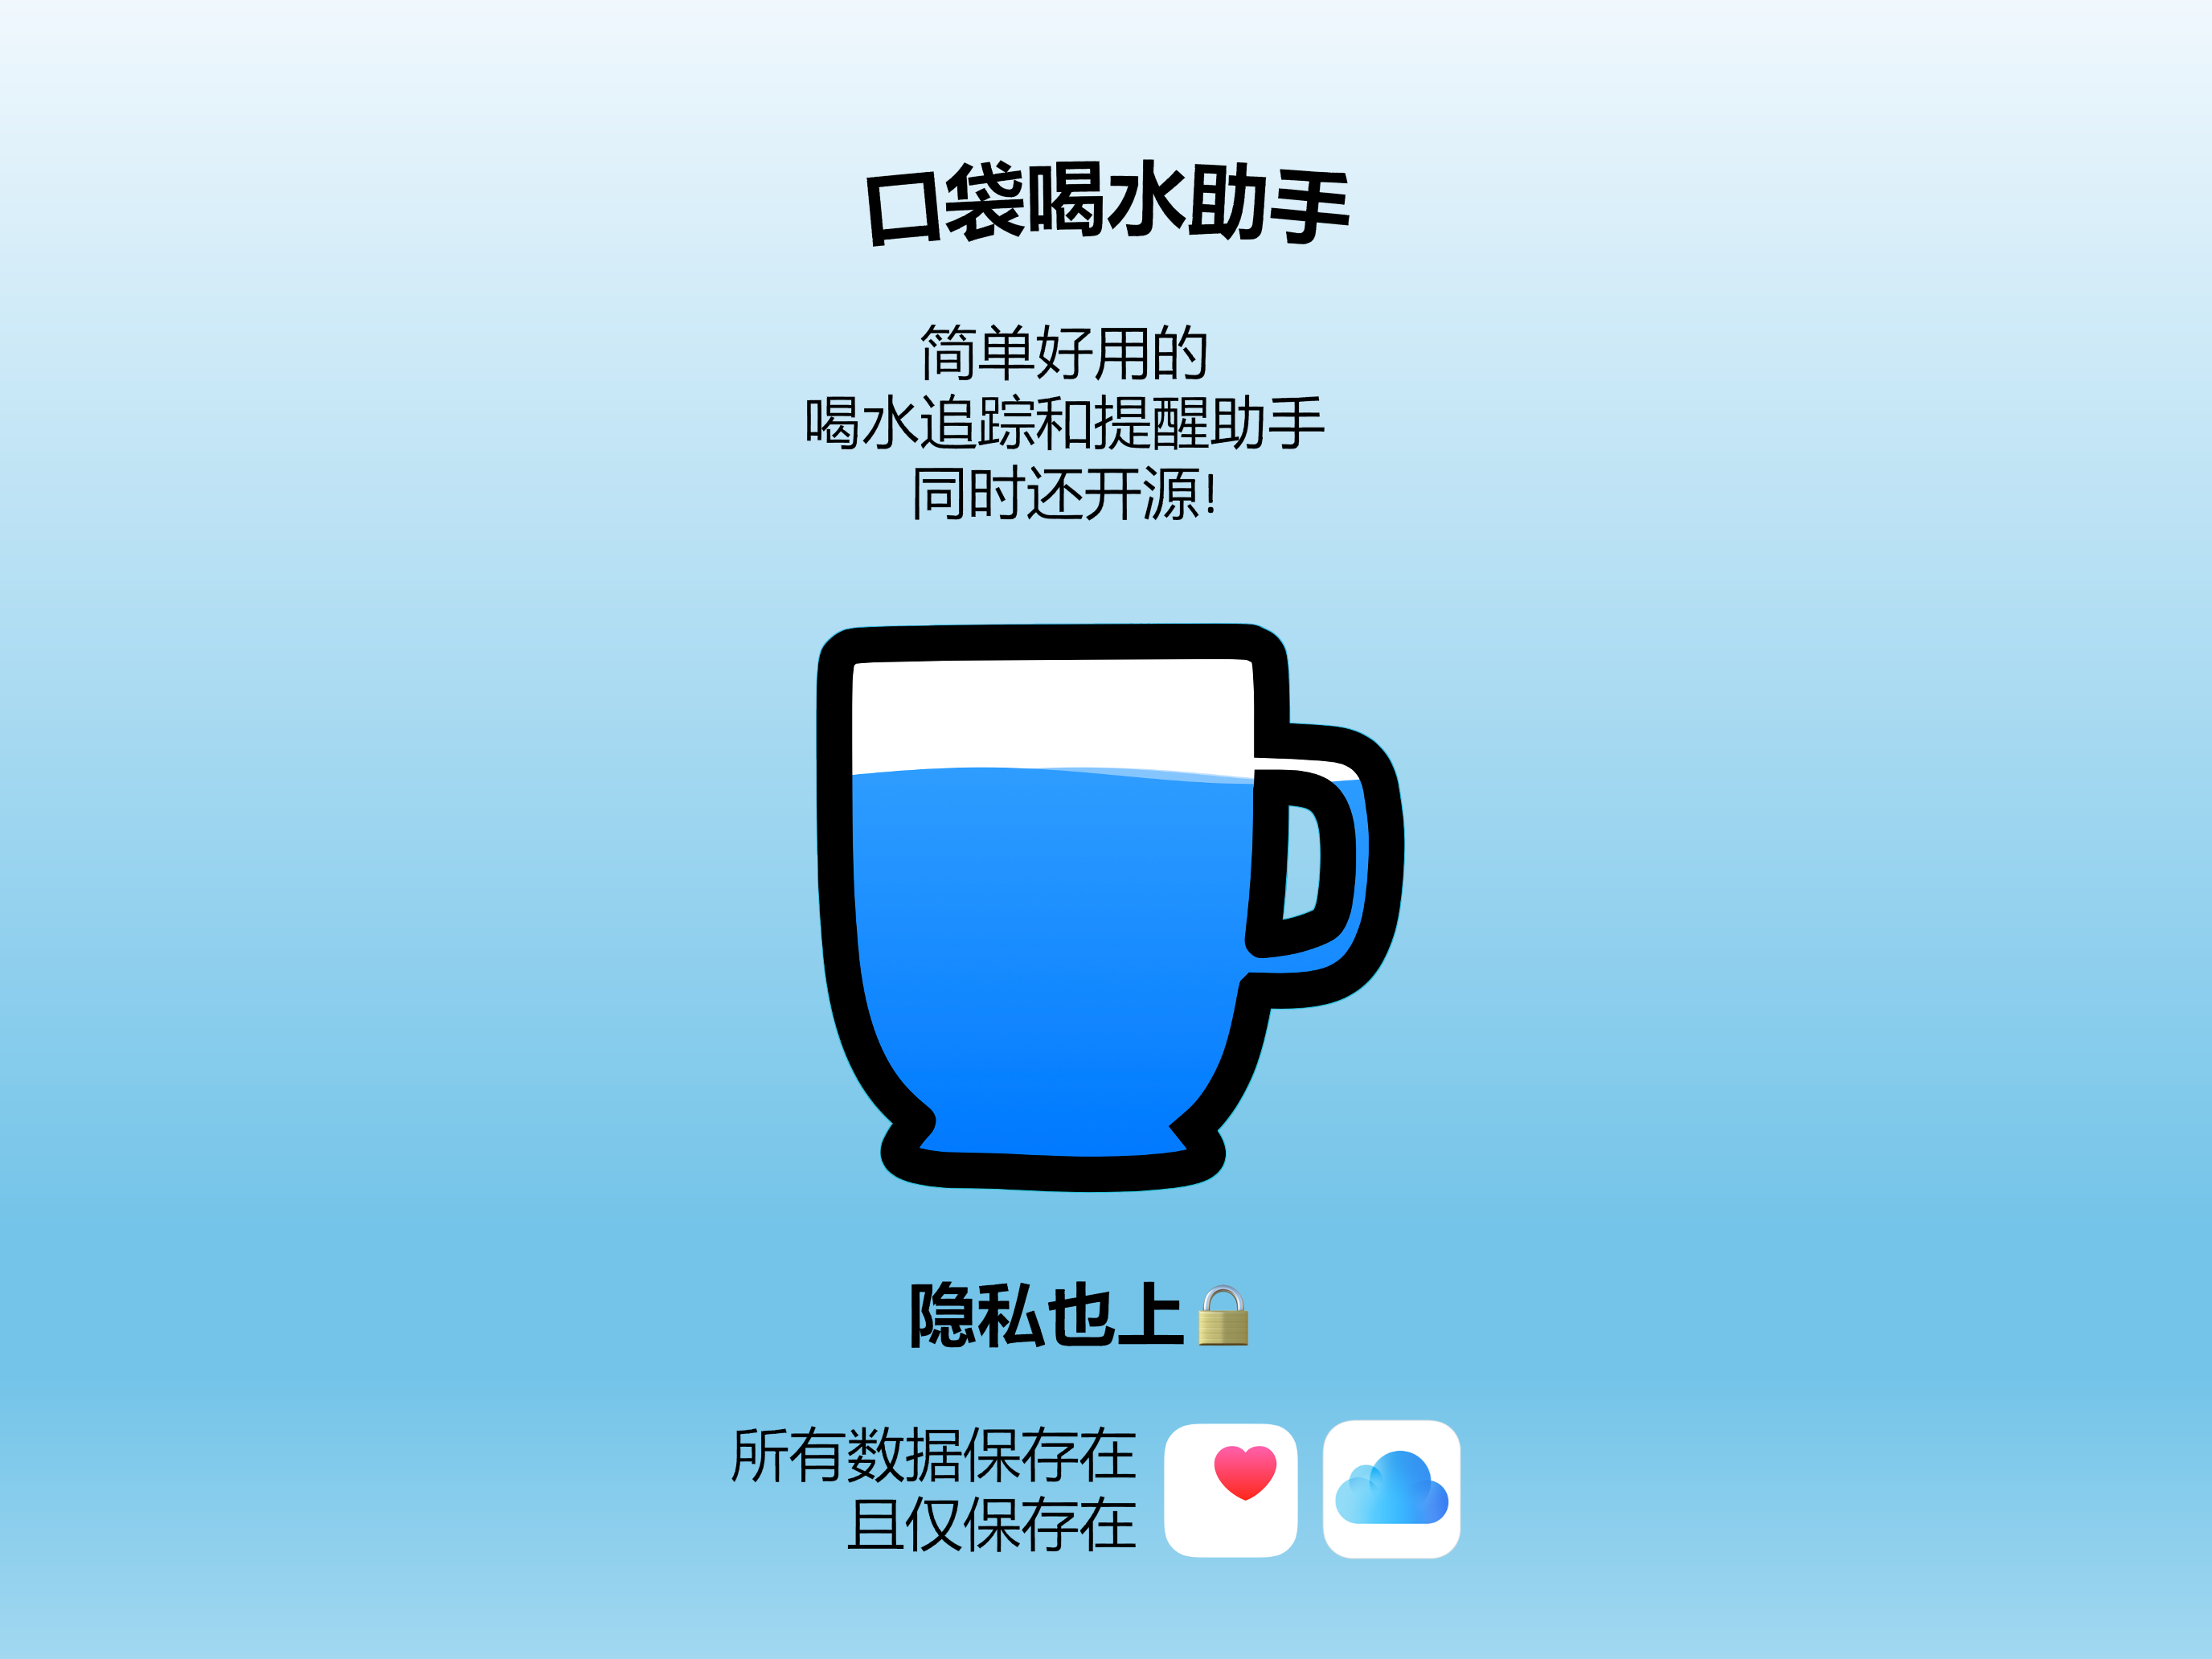 口袋喝水助手
简单好用的
喝水追踪和提醒助手
同时还开源！
隐私也上🔒
所有数据保存在
且仅保存在